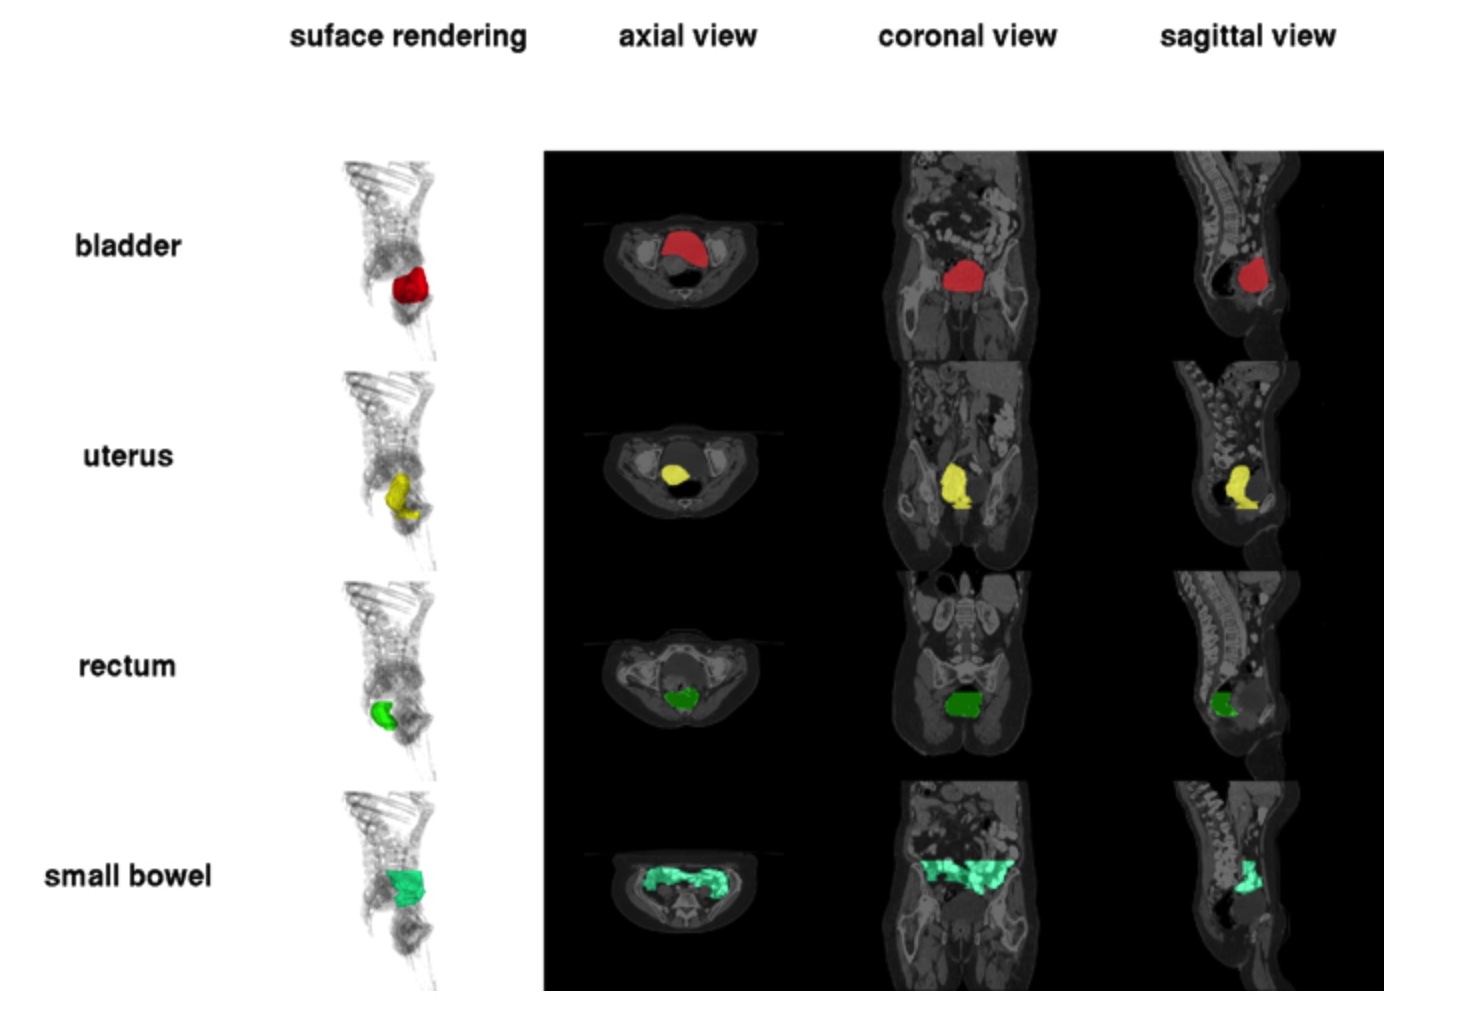 suface rendering axial view coronal view sagittal view
bladder
uterus
rectum
small bowel